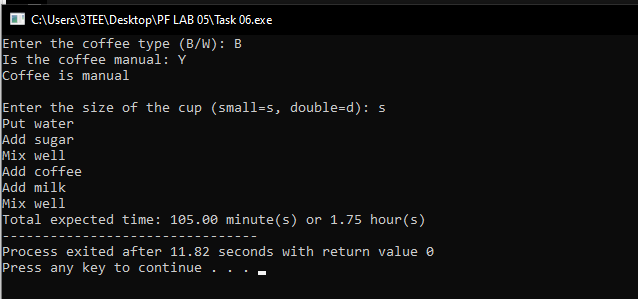 C:\Users\3TEE\Desktop\PF LAB 05\Task 06.exe
Enter the coffee type (B/W): B
Is the coffee manual: Y
Coffee is manual
Enter the size of the cup (small=s, double=d): s
Put water
Add sugar
Mix well
Add coffee
Add milk
Mix well
Total expected time: 105.00 minute(s) or 1.75 hour(s)
--------------------------------
Process exited after 11.82 seconds with return value 0
Press any key to continue . . .